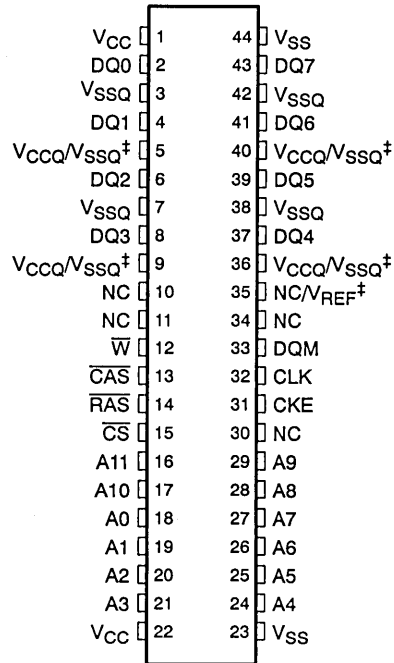 VCC 1 44 VSS
DQ0 2 43 DQ7
VSSQ 3 42 VSSQ
DQ1 4 41 DQ6
VCCQ/VSSQ‡ 5 40 VCCQ/VSSQ‡
DQ2 6 39 DQ5
VSSQ 7 38 VSSQ
DQ3 8 37 DQ4
VCCQ/VSSQ‡ 9 36 VCCQ/VSSQ‡
NC 10 35 NC/VREF‡
NC 11 34 NC
W̅ 12 33 DQM
C̅A̅S̅ 13 32 CLK
R̅A̅S̅ 14 31 CKE
C̅S̅ 15 30 NC
A11 16 29 A9
A10 17 28 A8
A0 18 27 A7
A1 19 26 A6
A2 20 25 A5
A3 21 24 A4
VCC 22 23 VSS